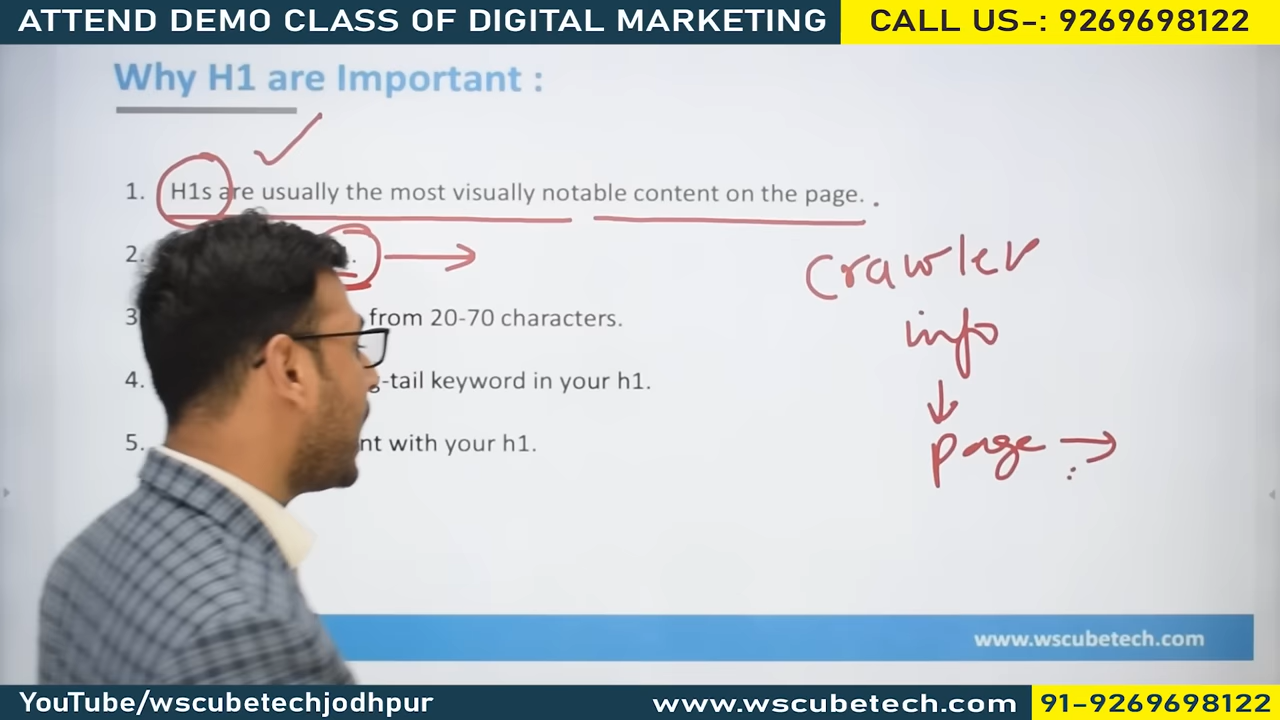 ATTEND DEMO CLASS OF DIGITAL MARKETING
CALL US-: 9269698122
Why H1 are Important :
1. H1s are usually the most visually notable content on the page.
2.
3 from 20-70 characters.
4. -tail keyword in your h1.
5. with your h1.
Crawler
info
page
www.wscubetech.com
YouTube/wscubetechjodhpur
www.wscubetech.com
91-9269698122